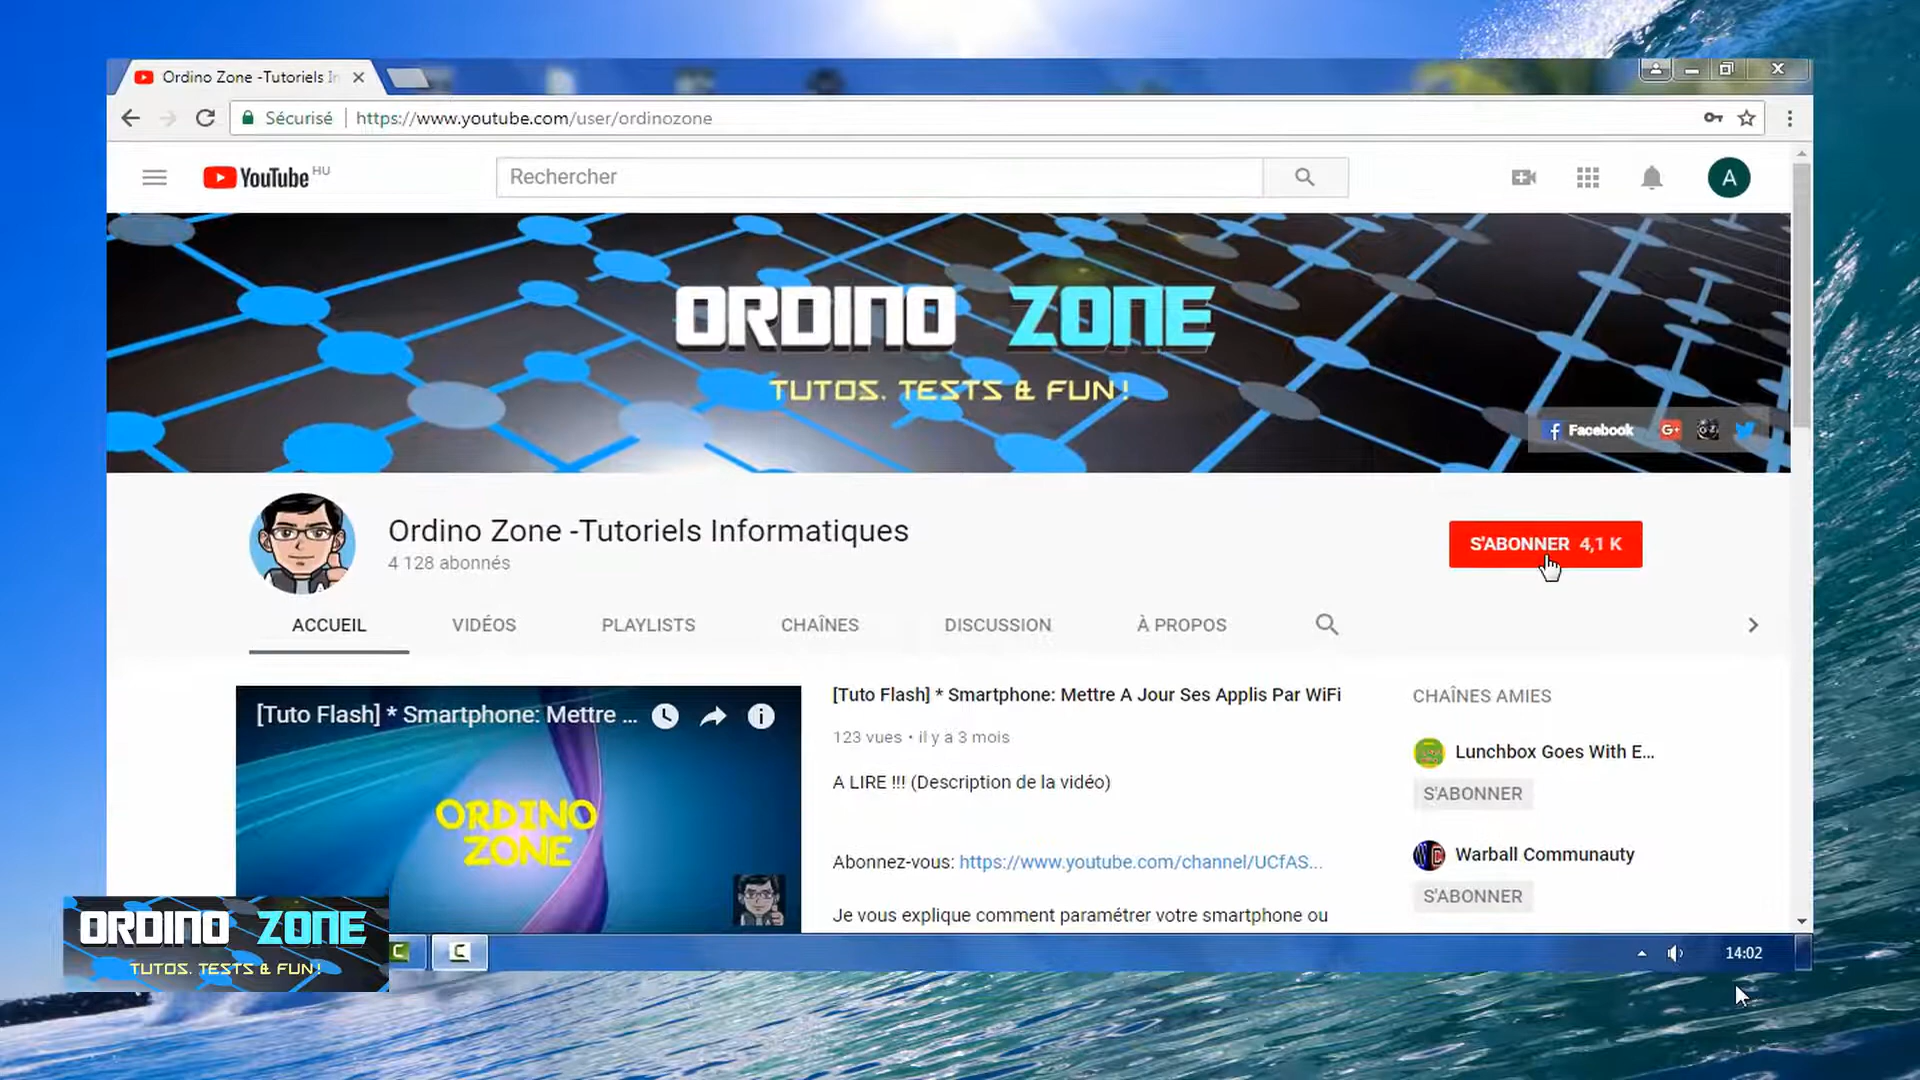 Ordino Zone -Tutoriels In
Sécurisé
https://www.youtube.com/user/ordinozone
YouTube HU
Rechercher
A
ORDINO ZONE
TUTOS. TESTS & FUN!
Facebook
G+
Ordino Zone -Tutoriels Informatiques
4 128 abonnés
S'ABONNER 4,1 K
ACCUEIL
VIDÉOS
PLAYLISTS
CHAÎNES
DISCUSSION
À PROPOS
[Tuto Flash] * Smartphone: Mettre ...
ORDINO
ZONE
[Tuto Flash] * Smartphone: Mettre A Jour Ses Applis Par WiFi
123 vues • il y a 3 mois
A LIRE !!! (Description de la vidéo)
Abonnez-vous: https://www.youtube.com/channel/UCfAS...
Je vous explique comment paramétrer votre smartphone ou
CHAÎNES AMIES
Lunchbox Goes With E...
S'ABONNER
Warball Communauty
S'ABONNER
ORDINO ZONE
TUTOS. TESTS & FUN!
C
C
14:02